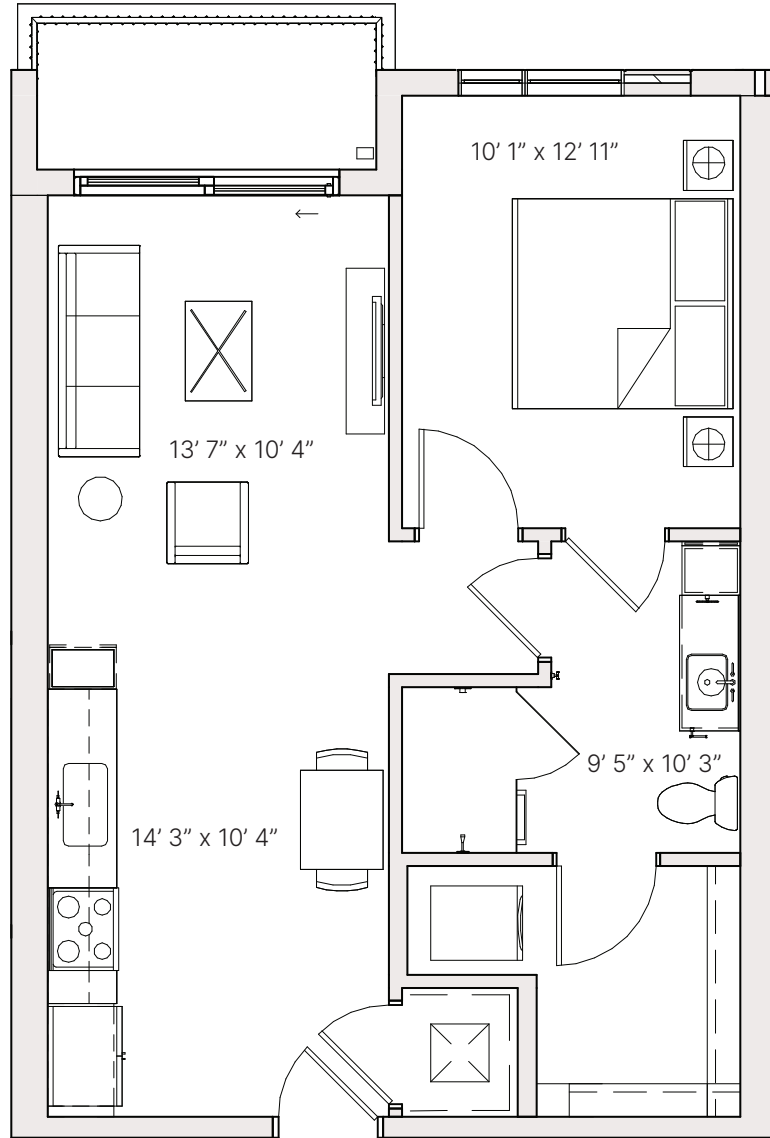 10’ 1” x 12’ 11”
13’ 7” x 10’ 4”
9’ 5” x 10’ 3”
14’ 3” x 10’ 4”